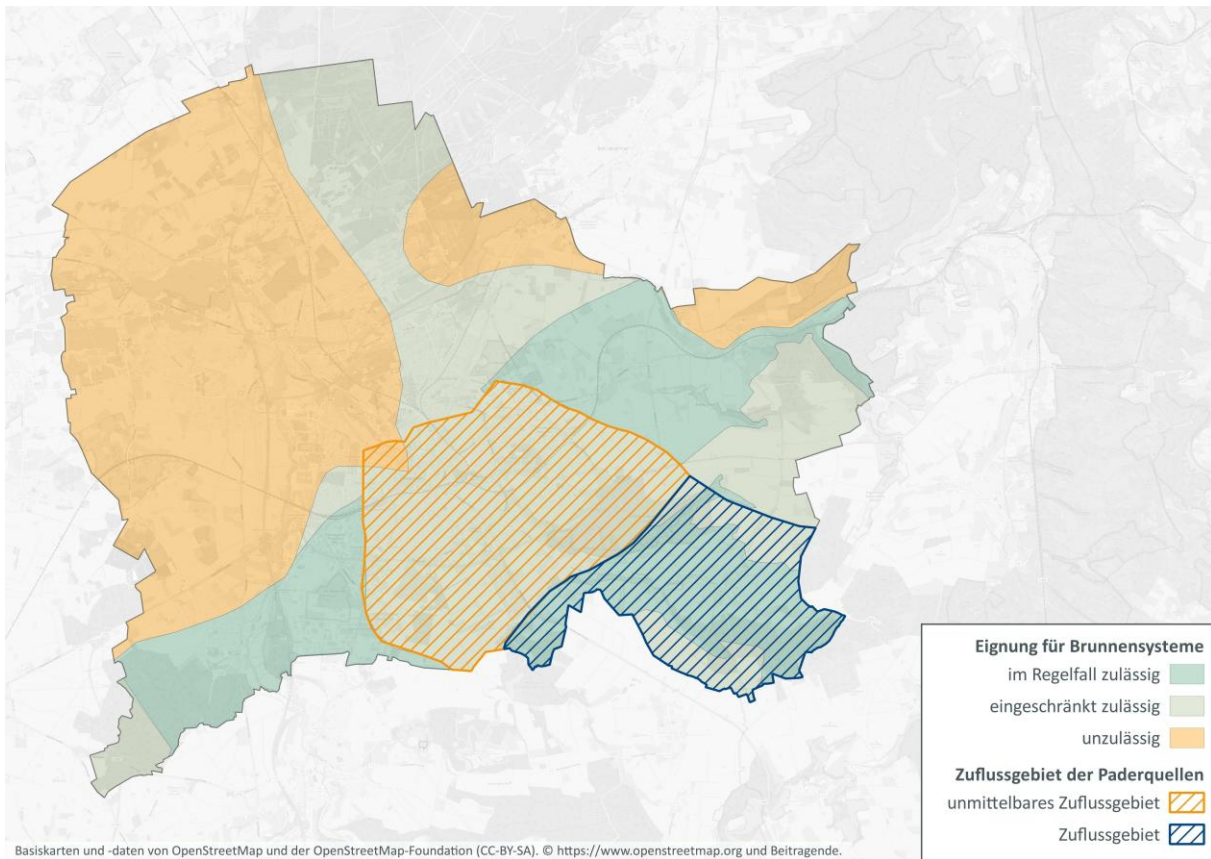 Eignung für Brunnensysteme
im Regelfall zulässig
eingeschränkt zulässig
unzulässig
Zuflussgebiet der Paderquellen
unmittelbares Zuflussgebiet
Zuflussgebiet
Basiskarten und -daten von OpenStreetMap und der OpenStreetMap-Foundation (CC-BY-SA). © https://www.openstreetmap.org und Beitragende.